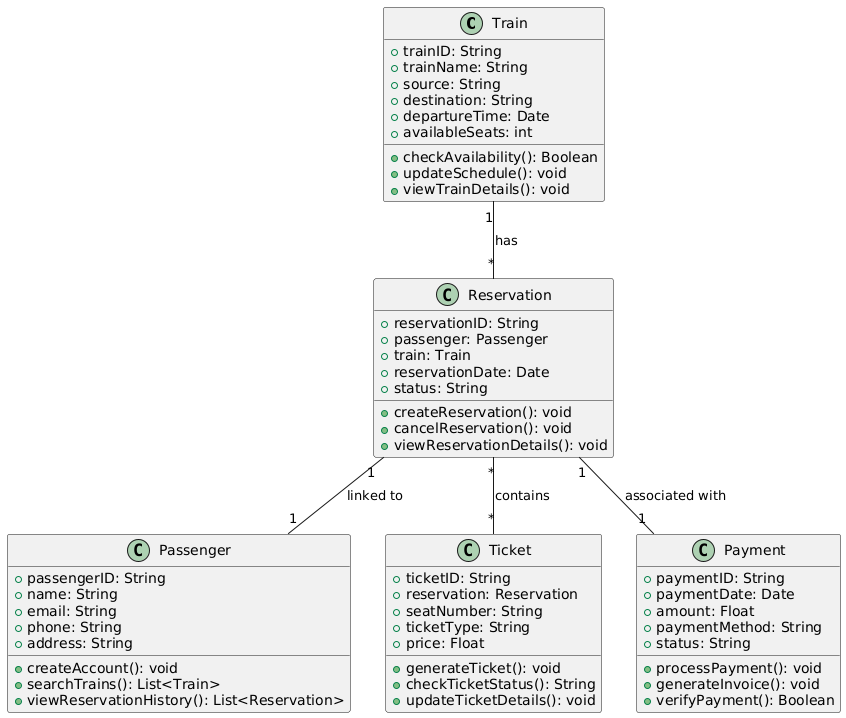 C Train
trainID: String
trainName: String
source: String
destination: String
departureTime: Date
availableSeats: int
checkAvailability(): Boolean
updateSchedule(): void
viewTrainDetails(): void
1
has
*
C Reservation
reservationID: String
passenger: Passenger
train: Train
reservationDate: Date
status: String
createReservation(): void
cancelReservation(): void
viewReservationDetails(): void
1
linked to
1
*
contains
*
1
associated with
1
C Passenger
passengerID: String
name: String
email: String
phone: String
address: String
createAccount(): void
searchTrains(): List<Train>
viewReservationHistory(): List<Reservation>
C Ticket
ticketID: String
reservation: Reservation
seatNumber: String
ticketType: String
price: Float
generateTicket(): void
checkTicketStatus(): String
updateTicketDetails(): void
C Payment
paymentID: String
paymentDate: Date
amount: Float
paymentMethod: String
status: String
processPayment(): void
generateInvoice(): void
verifyPayment(): Boolean